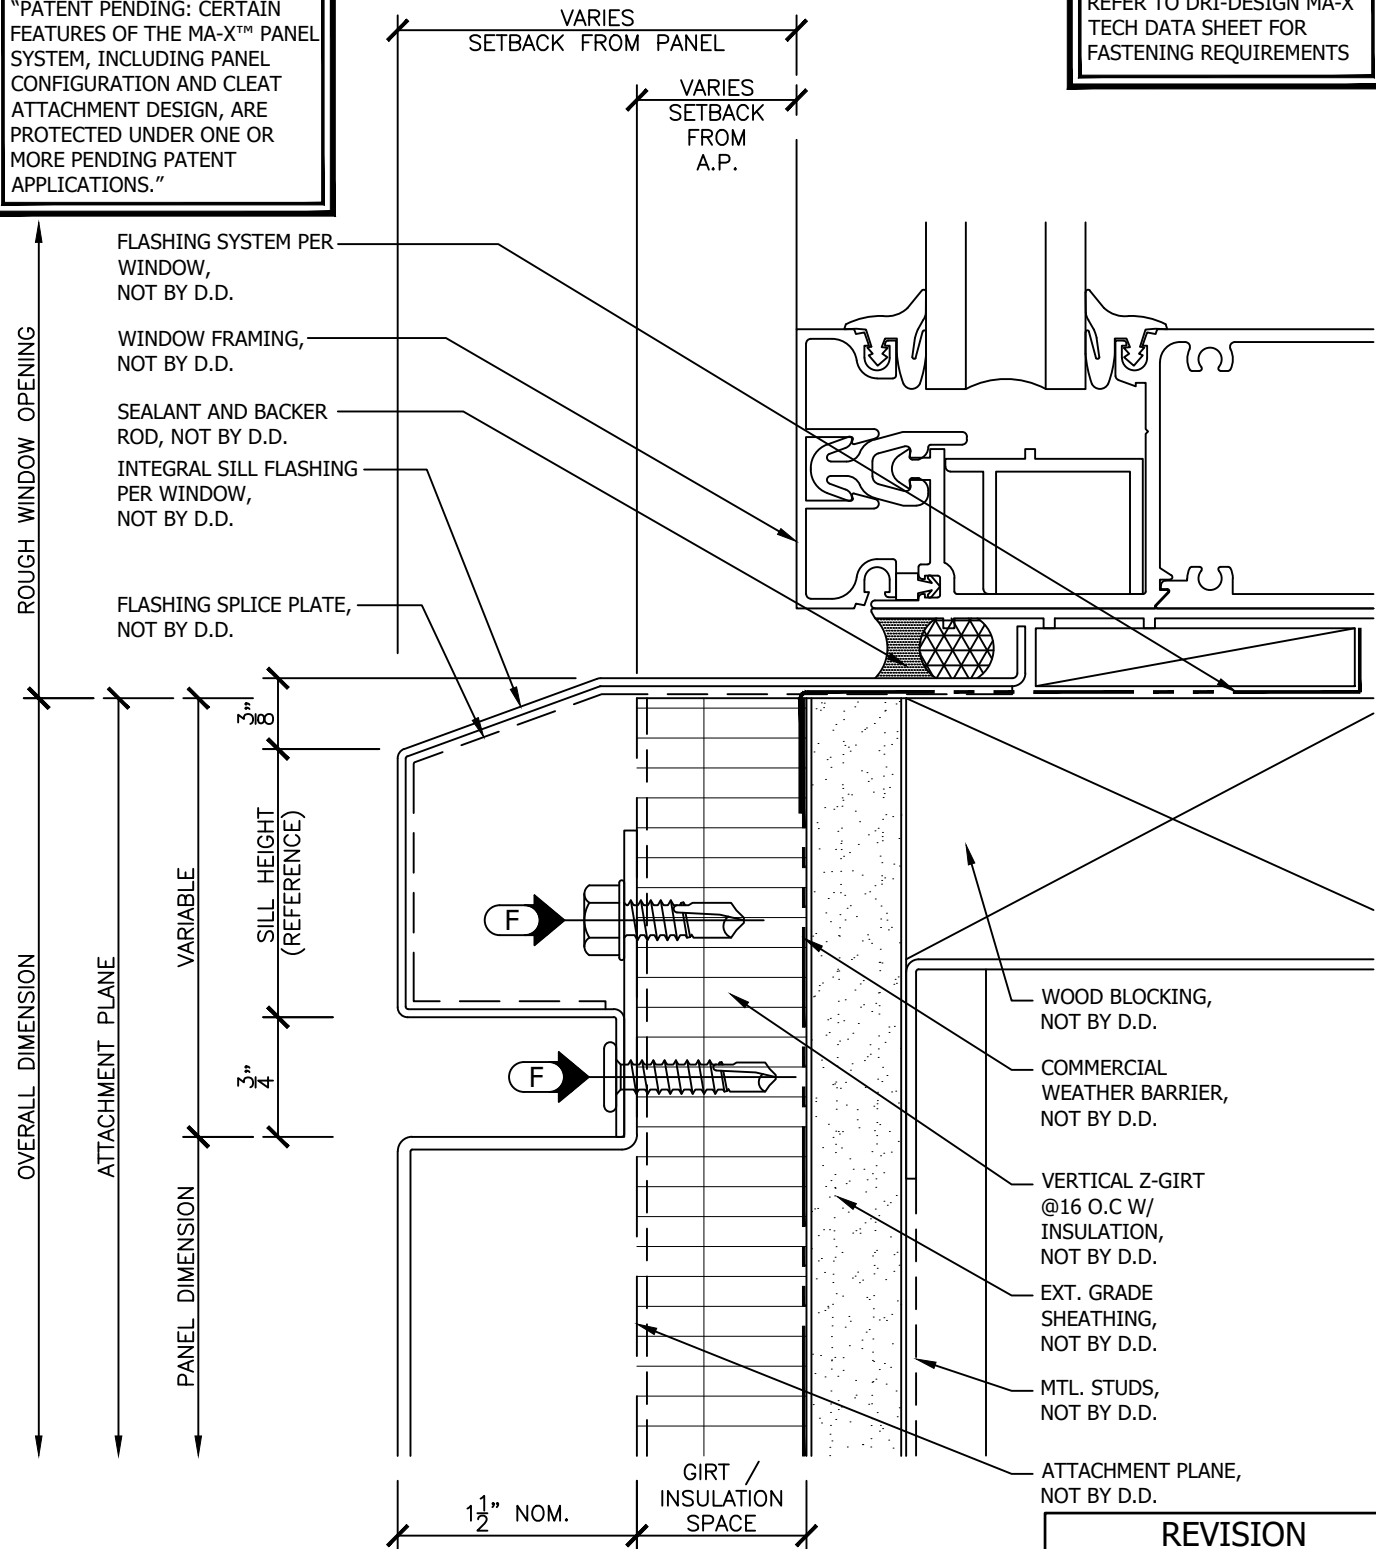 “PATENT PENDING: CERTAIN
FEATURES OF THE MA-X™ PANEL
SYSTEM, INCLUDING PANEL
CONFIGURATION AND CLEAT
ATTACHMENT DESIGN, ARE
PROTECTED UNDER ONE OR
MORE PENDING PATENT
APPLICATIONS.”
VARIES
SETBACK FROM PANEL
VARIES
SETBACK
FROM
A.P.
REFER TO DRI-DESIGN MA-X
TECH DATA SHEET FOR
FASTENING REQUIREMENTS
FLASHING SYSTEM PER
WINDOW,
NOT BY D.D.
WINDOW FRAMING,
NOT BY D.D.
SEALANT AND BACKER
ROD, NOT BY D.D.
INTEGRAL SILL FLASHING
PER WINDOW,
NOT BY D.D.
FLASHING SPLICE PLATE,
NOT BY D.D.
ROUGH WINDOW OPENING
OVERALL DIMENSION
ATTACHMENT PLANE
VARIABLE
PANEL DIMENSION
3/8”
SILL HEIGHT
(REFERENCE)
3/4”
F
F
WOOD BLOCKING,
NOT BY D.D.
COMMERCIAL
WEATHER BARRIER,
NOT BY D.D.
VERTICAL Z-GIRT
@16 O.C W/
INSULATION,
NOT BY D.D.
EXT. GRADE
SHEATHING,
NOT BY D.D.
MTL. STUDS,
NOT BY D.D.
ATTACHMENT PLANE,
NOT BY D.D.
1 1/2” NOM.
GIRT /
INSULATION
SPACE
REVISION